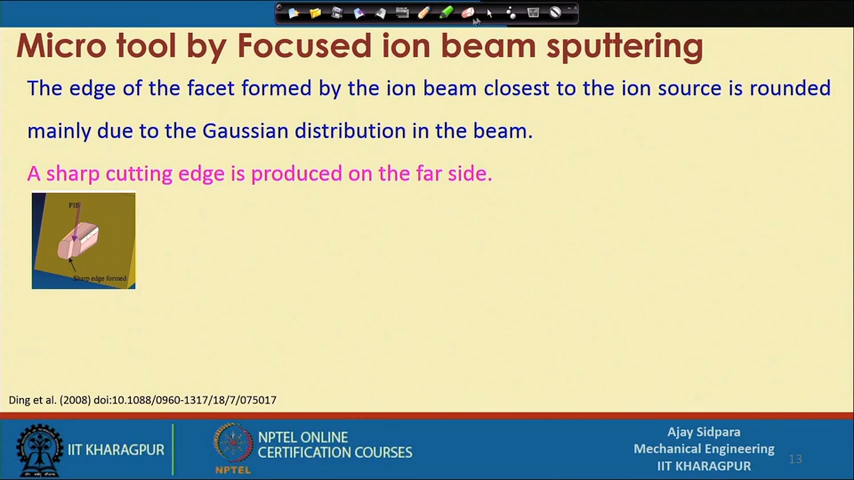 Micro tool by Focused ion beam sputtering
The edge of the facet formed by the ion beam closest to the ion source is rounded
mainly due to the Gaussian distribution in the beam.
A sharp cutting edge is produced on the far side.
FIB
Sharp edge formed
Ding et al. (2008) doi:10.1088/0960-1317/18/7/075017
IIT KHARAGPUR
NPTEL
NPTEL ONLINE
CERTIFICATION COURSES
Ajay Sidpara
Mechanical Engineering
IIT KHARAGPUR
13